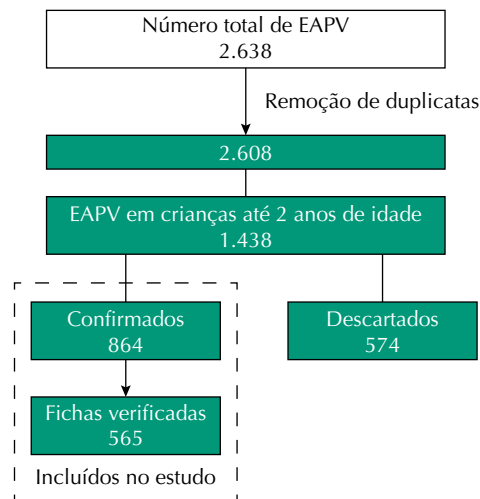 Número total de EAPV
2.638
Remoção de duplicatas
2.608
EAPV em crianças até 2 anos de idade
1.438
Confirmados
864
Descartados
574
Fichas verificadas
565
Incluídos no estudo